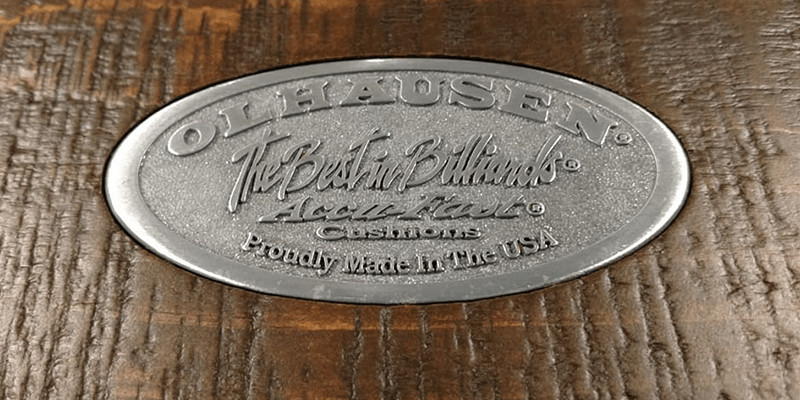 OLHAUSEN®
The Best in Billiards®
Accu-Fast®
Cushions
Proudly Made In The USA